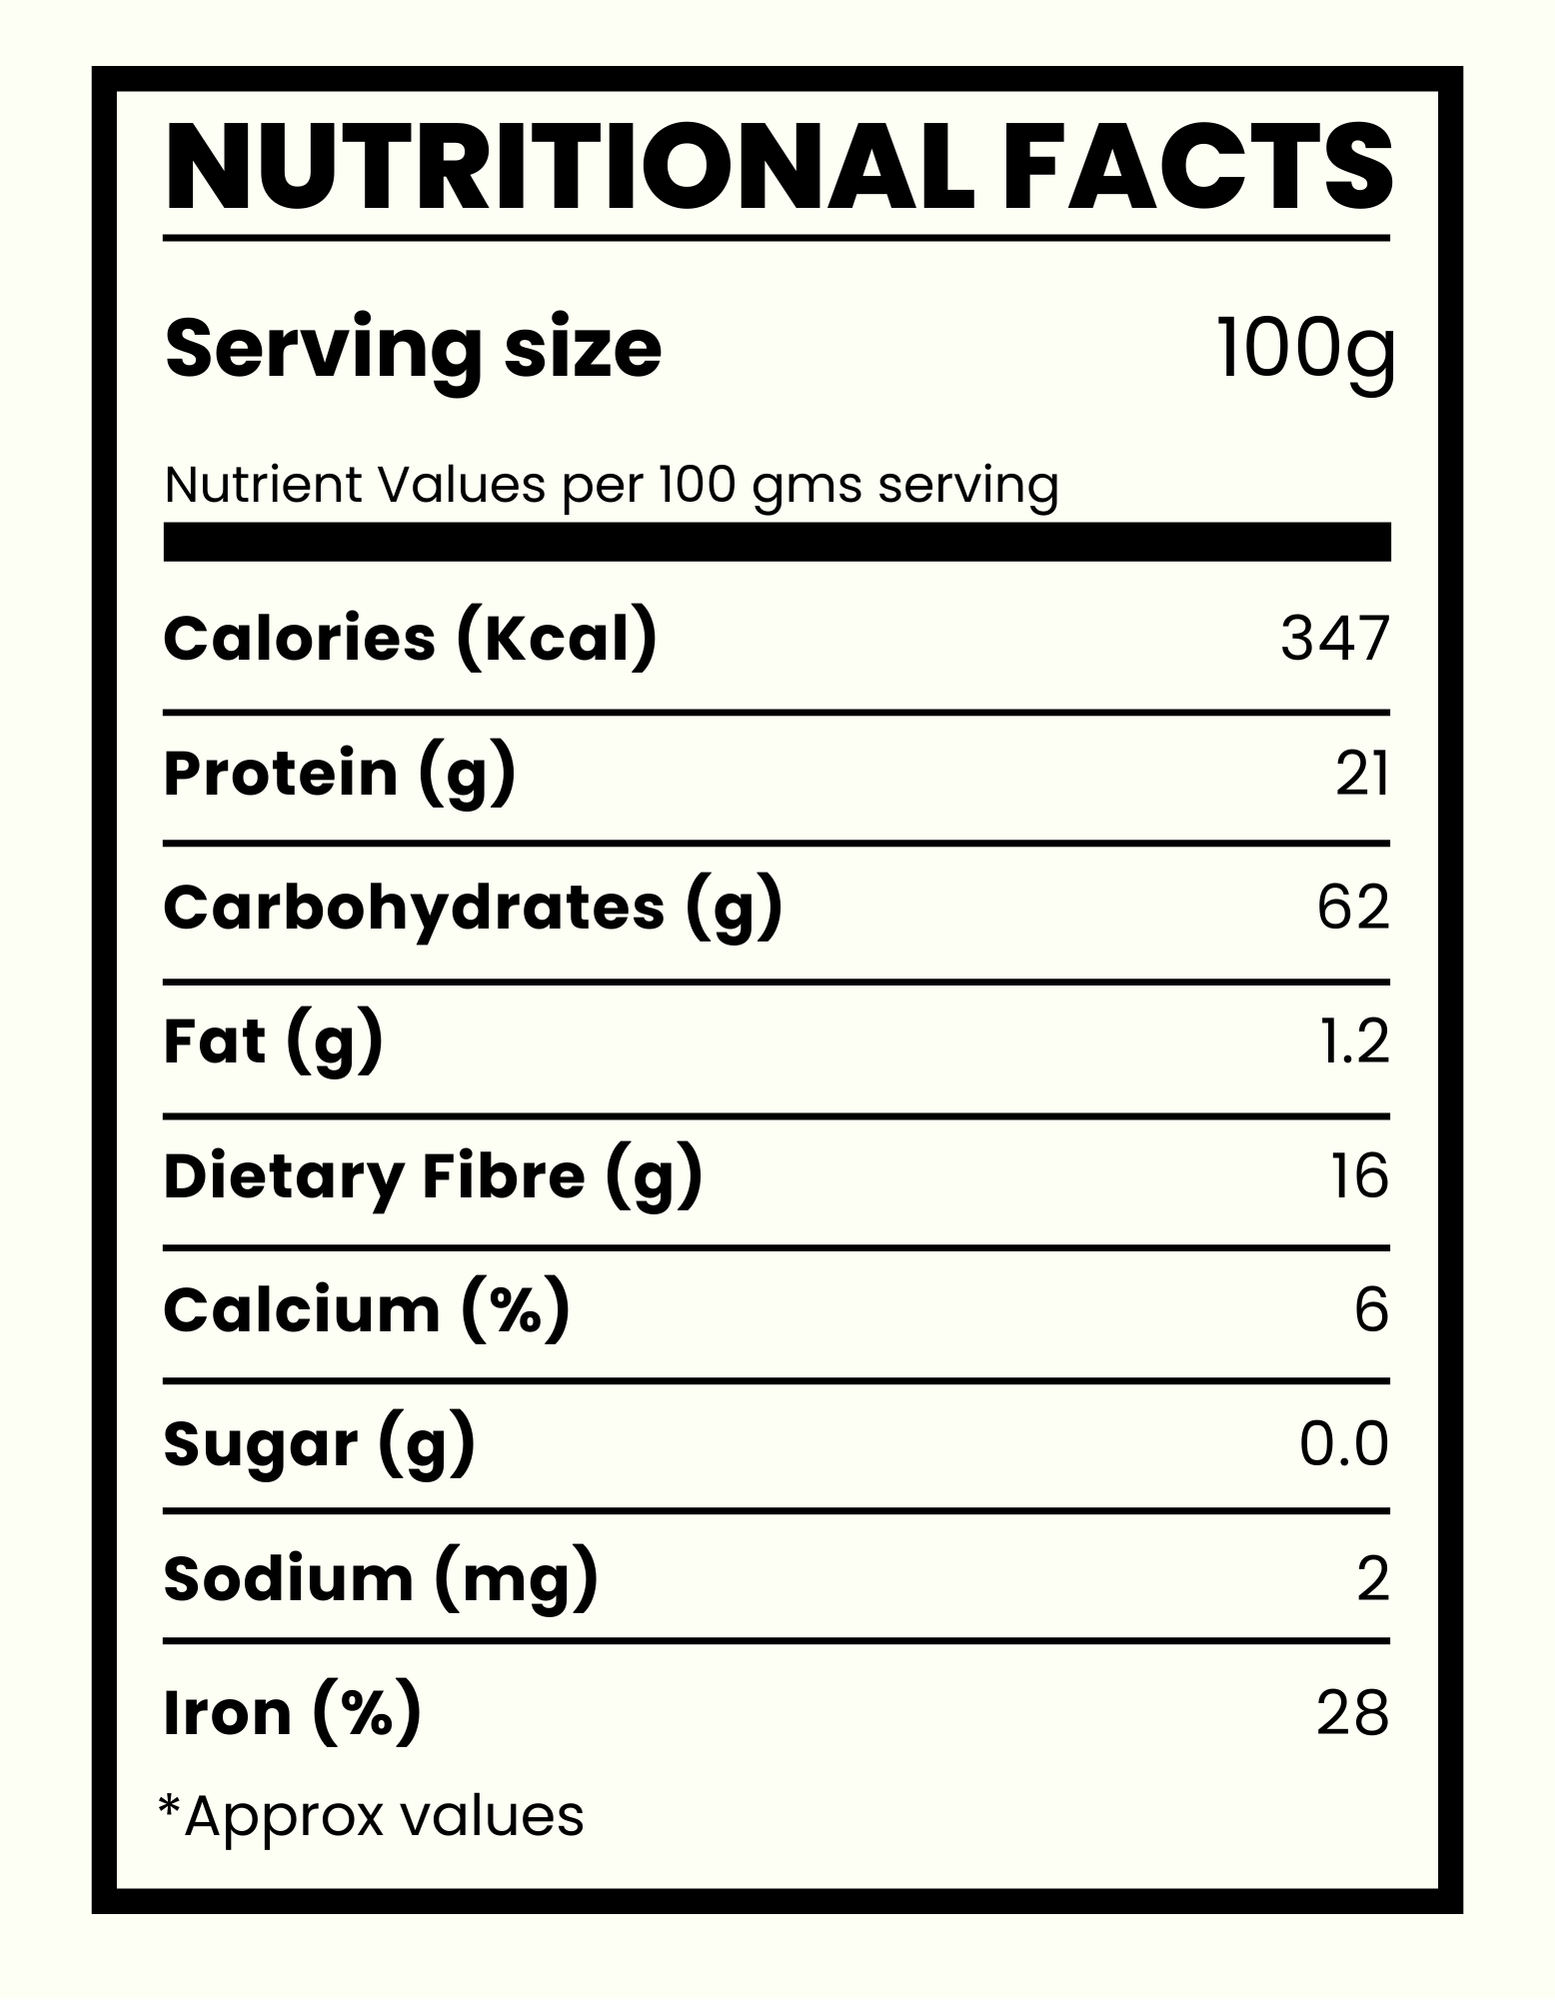 NUTRITIONAL FACTS
Serving size 100g
Nutrient Values per 100 gms serving
Calories (Kcal) 347
Protein (g) 21
Carbohydrates (g) 62
Fat (g) 1.2
Dietary Fibre (g) 16
Calcium (%) 6
Sugar (g) 0.0
Sodium (mg) 2
Iron (%) 28
*Approx values